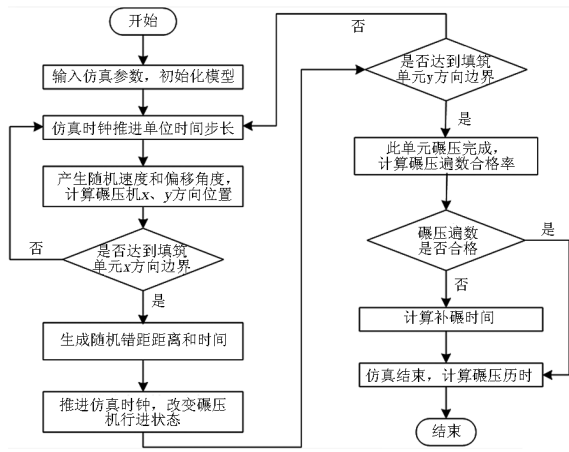 开始
输入仿真参数，初始化模型
仿真时钟推进单位时间步长
产生随机速度和偏移角度，
计算碾压机x、y方向位置
否
是否达到填筑
单元x方向边界
是
生成随机错距距离和时间
推进仿真时钟，改变碾压
机行进状态
否
是否达到填筑
单元y方向边界
是
此单元碾压完成，
计算碾压遍数合格率
碾压遍数
是否合格
是
否
计算补碾时间
仿真结束，计算碾压历时
结束